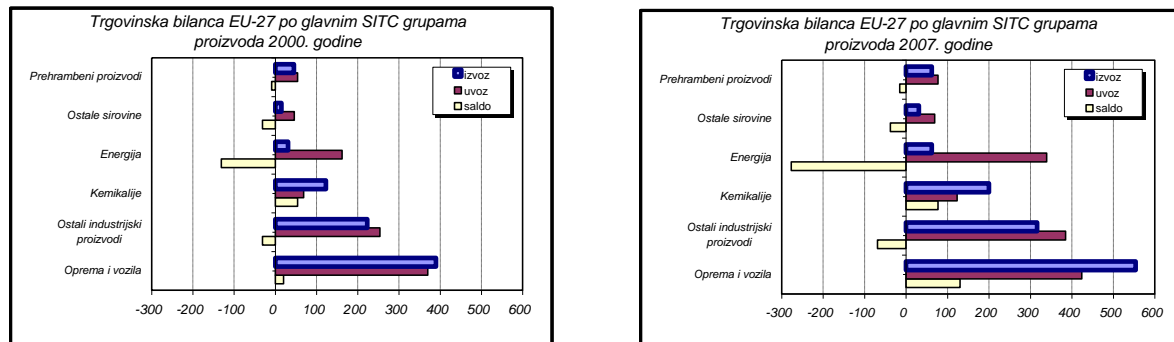 Trgovinska bilanca EU-27 po glavnim SITC grupama
proizvoda 2000. godine
Prehrambeni proizvodi
Ostale sirovine
Energija
Kemikalije
Ostali industrijski
proizvodi
Oprema i vozila
izvoz
uvoz
saldo
-300 -200 -100 0 100 200 300 400 500 600
Trgovinska bilanca EU-27 po glavnim SITC grupama
proizvoda 2007. godine
Prehrambeni proizvodi
Ostale sirovine
Energija
Kemikalije
Ostali industrijski
proizvodi
Oprema i vozila
izvoz
uvoz
saldo
-300 -200 -100 0 100 200 300 400 500 600